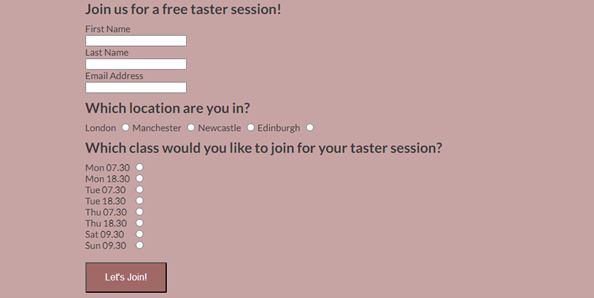 Join us for a free taster session!
First Name
Last Name
Email Address
Which location are you in?
London Manchester Newcastle Edinburgh
Which class would you like to join for your taster session?
Mon 07.30
Mon 18.30
Tue 07.30
Tue 18.30
Thu 07.30
Thu 18.30
Sat 09.30
Sun 09.30
Let's Join!